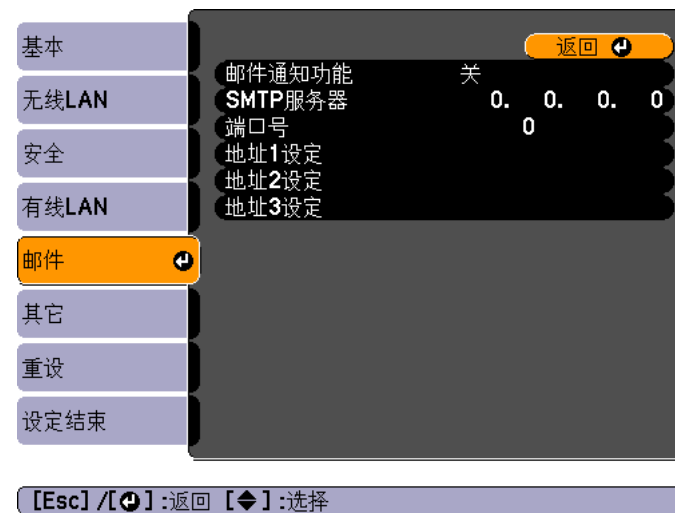 基本
无线LAN
安全
有线LAN
邮件
其它
重设
设定结束
返回
邮件通知功能 关
SMTP服务器 0. 0. 0. 0
端口号 0
地址1设定
地址2设定
地址3设定
[Esc] /[ ] :返回 [ ] :选择